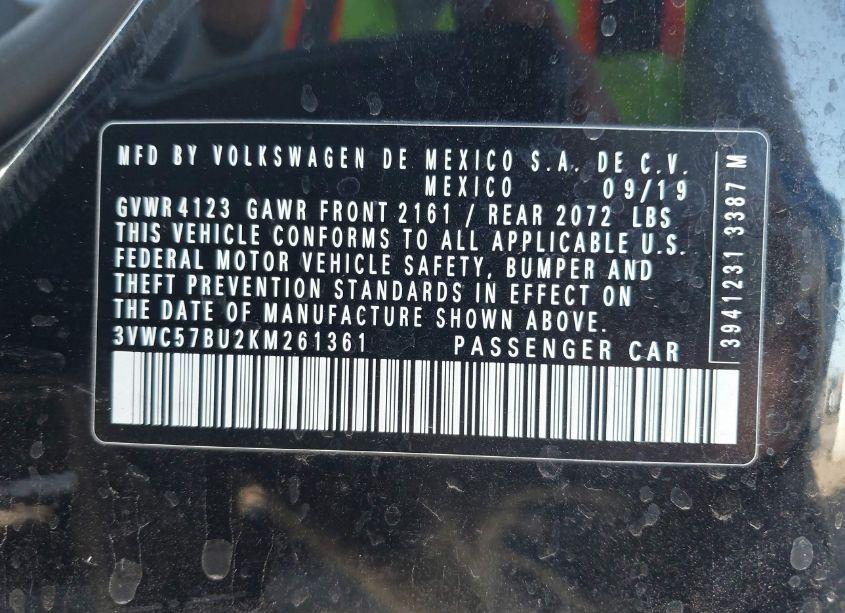 MFD BY VOLKSWAGEN DE MEXICO S.A. DE C.V.
MEXICO 09/19
GVWR 4123 GAWR FRONT 2161 / REAR 2072 LBS
THIS VEHICLE CONFORMS TO ALL APPLICABLE U.S.
FEDERAL MOTOR VEHICLE SAFETY, BUMPER AND
THEFT PREVENTION STANDARDS IN EFFECT ON
THE DATE OF MANUFACTURE SHOWN ABOVE.
3VWC57BU2KM261361 PASSENGER CAR
3941231 3387 M